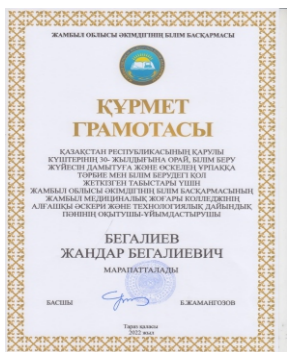 ЖАМБЫЛ ОБЛЫСЫ ӘКІМДІГІНІҢ БІЛІМ БАСҚАРМАСЫ
ҚҰРМЕТ
ГРАМОТАСЫ
ҚАЗАҚСТАН РЕСПУБЛИКАСЫНЫҢ ҚАРУЛЫ
КҮШТЕРІНІҢ 30- ЖЫЛДЫҒЫНА ОРАЙ, БІЛІМ БЕРУ
ЖҮЙЕСІН ДАМЫТУҒА ЖӘНЕ ӨСКЕЛЕҢ ҰРПАҚҚА
ТӘРБИЕ МЕН БІЛІМ БЕРУДЕГІ ҚОЛ
ЖЕТКІЗГЕН ТАБЫСТАРЫ ҮШІН
ЖАМБЫЛ ОБЛЫСЫ ӘКІМДІГІНІҢ БІЛІМ БАСҚАРМАСЫНЫҢ
ЖАМБЫЛ МЕДИЦИНАЛЫҚ ЖОҒАРЫ КОЛЛЕДЖІНІҢ
АЛҒАШҚЫ ӘСКЕРИ ЖӘНЕ ТЕХНОЛОГИЯЛЫҚ ДАЙЫНДЫҚ
ПӘНІНІҢ ОҚЫТУШЫ-ҰЙЫМДАСТЫРУШЫ
БЕГАЛИЕВ
ЖАНДАР БЕГАЛИЕВИЧ
МАРАПАТТАЛАДЫ
БАСШЫ Б.ЖАМАНГОЗОВ
Тараз қаласы
2022 жыл